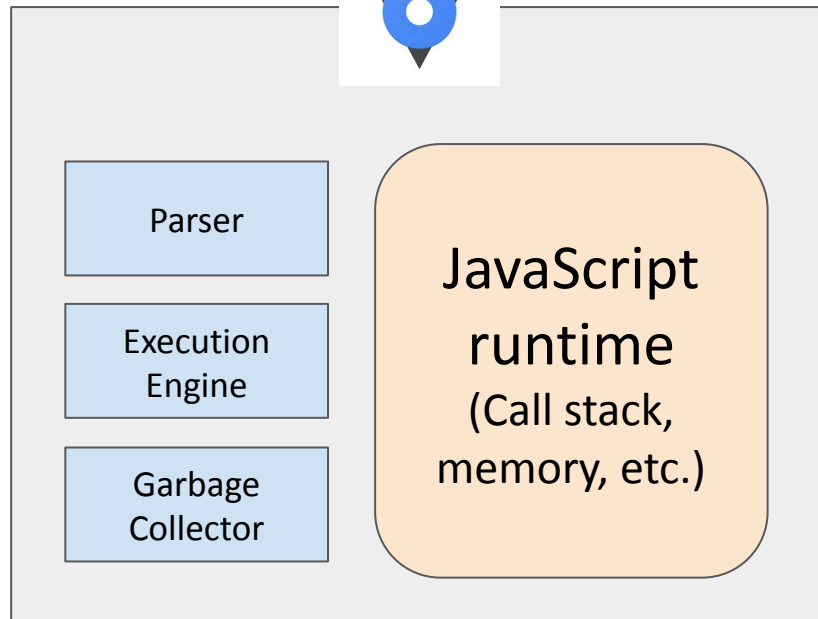 Parser
Execution
Engine
Garbage
Collector
JavaScript
runtime
(Call stack,
memory, etc.)